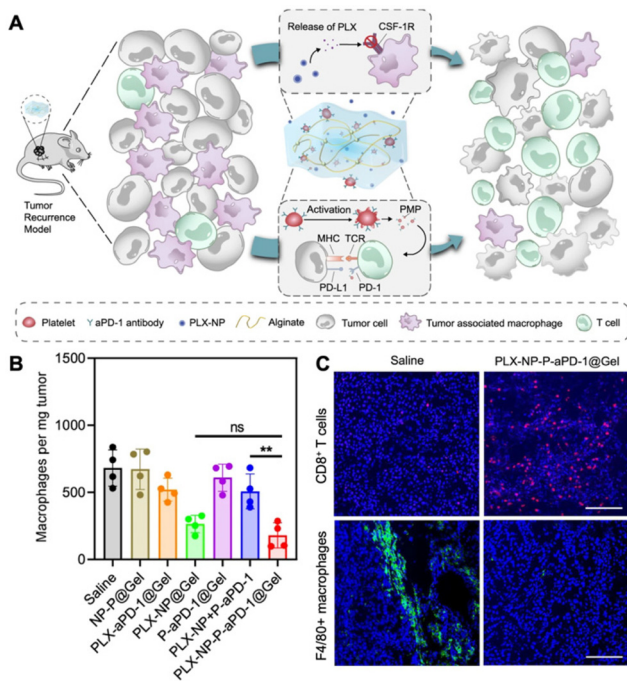 A
Release of PLX
CSF-1R
Tumor
Recurrence
Model
Activation
PMP
MHC TCR
PD-L1
PD-1
Platelet
aPD-1 antibody
PLX-NP
Alginate
Tumor cell
Tumor associated macrophage
T cell
B
Macrophages per mg tumor
1500
1000
500
0
ns
**
Saline
NP-P@Gel
PLX-aPD-1@Gel
PLX-NP@Gel
P-aPD-1@Gel
PLX-NP+P-aPD-1
PLX-NP-P-aPD-1@Gel
C
Saline
PLX-NP-P-aPD-1@Gel
CD8⁺ T cells
F4/80+ macrophages